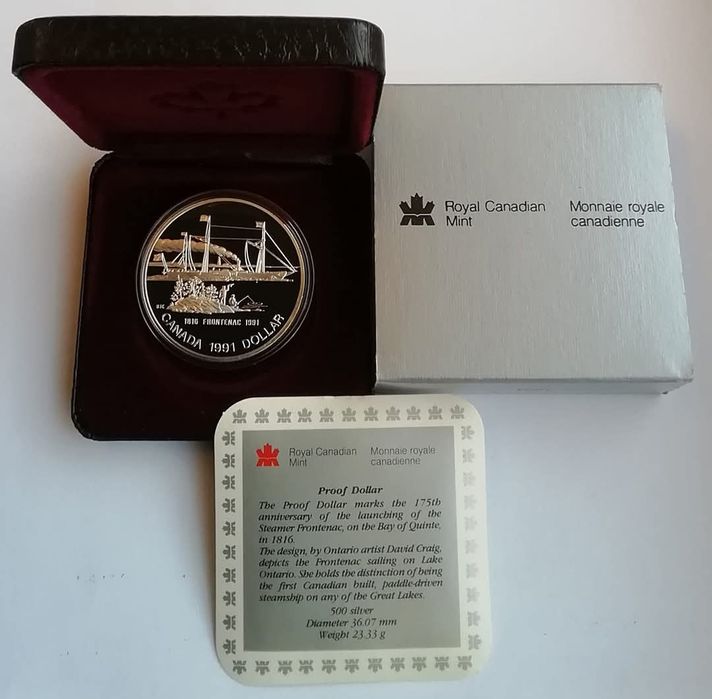 Royal Canadian
Mint
Monnaie royale
canadienne
DJC
1816 FRONTENAC 1991
CANADA 1991 DOLLAR
Royal Canadian
Mint
Monnaie royale
canadienne
Proof Dollar
The Proof Dollar marks the 175th
anniversary of the launching of the
Steamer Frontenac, on the Bay of Quinte,
in 1816.
The design, by Ontario artist David Craig,
depicts the Frontenac sailing on Lake
Ontario. She holds the distinction of being
the first Canadian built, paddle-driven
steamship on any of the Great Lakes.
500 silver
Diameter 36.07 mm
Weight 23.33 g